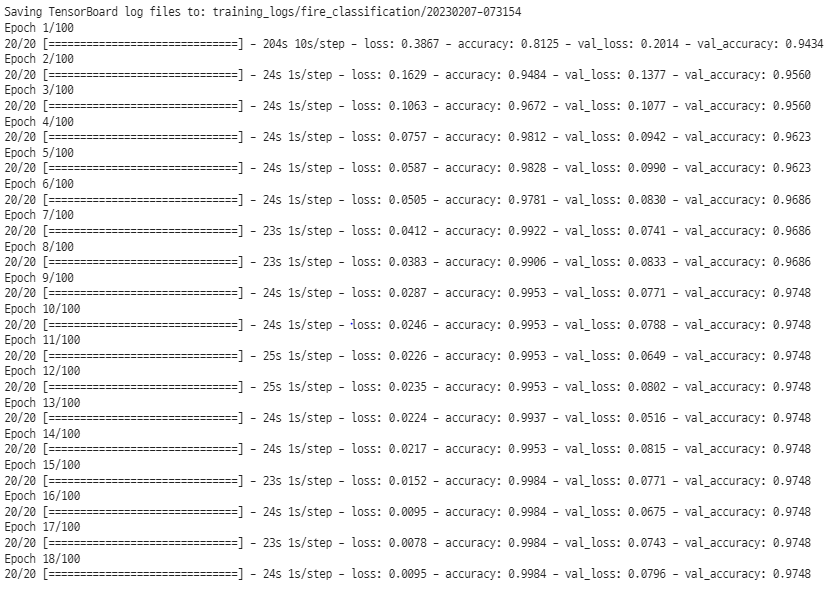 Saving TensorBoard log files to: training_logs/fire_classification/20230207-073154
Epoch 1/100
20/20 [==============================] - 204s 10s/step - loss: 0.3867 - accuracy: 0.8125 - val_loss: 0.2014 - val_accuracy: 0.9434
Epoch 2/100
20/20 [==============================] - 24s 1s/step - loss: 0.1629 - accuracy: 0.9484 - val_loss: 0.1377 - val_accuracy: 0.9560
Epoch 3/100
20/20 [==============================] - 24s 1s/step - loss: 0.1063 - accuracy: 0.9672 - val_loss: 0.1077 - val_accuracy: 0.9560
Epoch 4/100
20/20 [==============================] - 24s 1s/step - loss: 0.0757 - accuracy: 0.9812 - val_loss: 0.0942 - val_accuracy: 0.9623
Epoch 5/100
20/20 [==============================] - 24s 1s/step - loss: 0.0587 - accuracy: 0.9828 - val_loss: 0.0990 - val_accuracy: 0.9623
Epoch 6/100
20/20 [==============================] - 24s 1s/step - loss: 0.0505 - accuracy: 0.9781 - val_loss: 0.0830 - val_accuracy: 0.9686
Epoch 7/100
20/20 [==============================] - 23s 1s/step - loss: 0.0412 - accuracy: 0.9922 - val_loss: 0.0741 - val_accuracy: 0.9686
Epoch 8/100
20/20 [==============================] - 23s 1s/step - loss: 0.0383 - accuracy: 0.9906 - val_loss: 0.0833 - val_accuracy: 0.9686
Epoch 9/100
20/20 [==============================] - 24s 1s/step - loss: 0.0287 - accuracy: 0.9953 - val_loss: 0.0771 - val_accuracy: 0.9748
Epoch 10/100
20/20 [==============================] - 24s 1s/step - loss: 0.0246 - accuracy: 0.9953 - val_loss: 0.0788 - val_accuracy: 0.9748
Epoch 11/100
20/20 [==============================] - 25s 1s/step - loss: 0.0226 - accuracy: 0.9953 - val_loss: 0.0649 - val_accuracy: 0.9748
Epoch 12/100
20/20 [==============================] - 25s 1s/step - loss: 0.0235 - accuracy: 0.9953 - val_loss: 0.0802 - val_accuracy: 0.9748
Epoch 13/100
20/20 [==============================] - 24s 1s/step - loss: 0.0224 - accuracy: 0.9937 - val_loss: 0.0516 - val_accuracy: 0.9748
Epoch 14/100
20/20 [==============================] - 24s 1s/step - loss: 0.0217 - accuracy: 0.9953 - val_loss: 0.0815 - val_accuracy: 0.9748
Epoch 15/100
20/20 [==============================] - 23s 1s/step - loss: 0.0152 - accuracy: 0.9984 - val_loss: 0.0771 - val_accuracy: 0.9748
Epoch 16/100
20/20 [==============================] - 24s 1s/step - loss: 0.0095 - accuracy: 0.9984 - val_loss: 0.0675 - val_accuracy: 0.9748
Epoch 17/100
20/20 [==============================] - 23s 1s/step - loss: 0.0078 - accuracy: 0.9984 - val_loss: 0.0743 - val_accuracy: 0.9748
Epoch 18/100
20/20 [==============================] - 24s 1s/step - loss: 0.0095 - accuracy: 0.9984 - val_loss: 0.0796 - val_accuracy: 0.9748